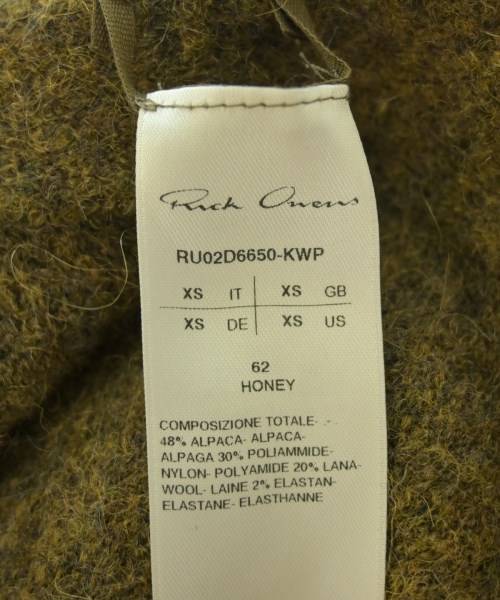 Rick Owens
RU02D6650-KWP
XS IT XS GB
XS DE XS US
62
HONEY
COMPOSIZIONE TOTALE- -.-
48% ALPACA- ALPACA-
ALPAGA 30% POLIAMMIDE-
NYLON- POLYAMIDE 20% LANA-
WOOL- LAINE 2% ELASTAN-
ELASTANE- ELASTHANNE